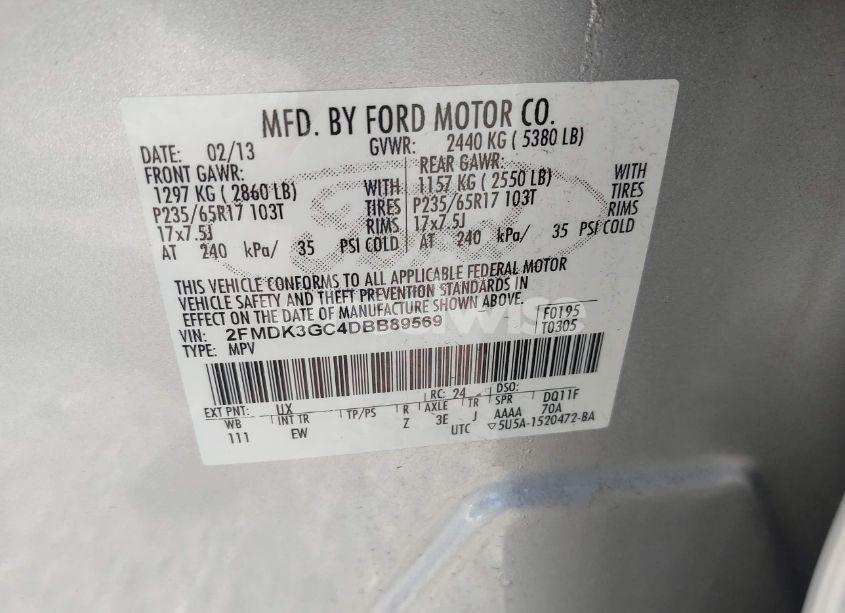 MFD. BY FORD MOTOR CO.
DATE: 02/13 GVWR: 2440 KG ( 5380 LB)
FRONT GAWR: REAR GAWR:
1297 KG ( 2860 LB) WITH 1157 KG ( 2550 LB) WITH
P235/65R17 103T TIRES P235/65R17 103T TIRES
17x7.5J RIMS 17x7.5J RIMS
AT 240 kPa/ 35 PSI COLD AT 240 kPa/ 35 PSI COLD
THIS VEHICLE CONFORMS TO ALL APPLICABLE FEDERAL MOTOR
VEHICLE SAFETY AND THEFT PREVENTION STANDARDS IN
EFFECT ON THE DATE OF MANUFACTURE SHOWN ABOVE.
VIN: 2FMDK3GC4DBB89569 F0195
TYPE: MPV T0305
EXT PNT: UX RC: 24 DSO:
WB INT TR TP/PS R AXLE TR SPR DQ11F
111 EW Z 3E J AAAA 70A
UTC ▽5U5A-1520472-BA